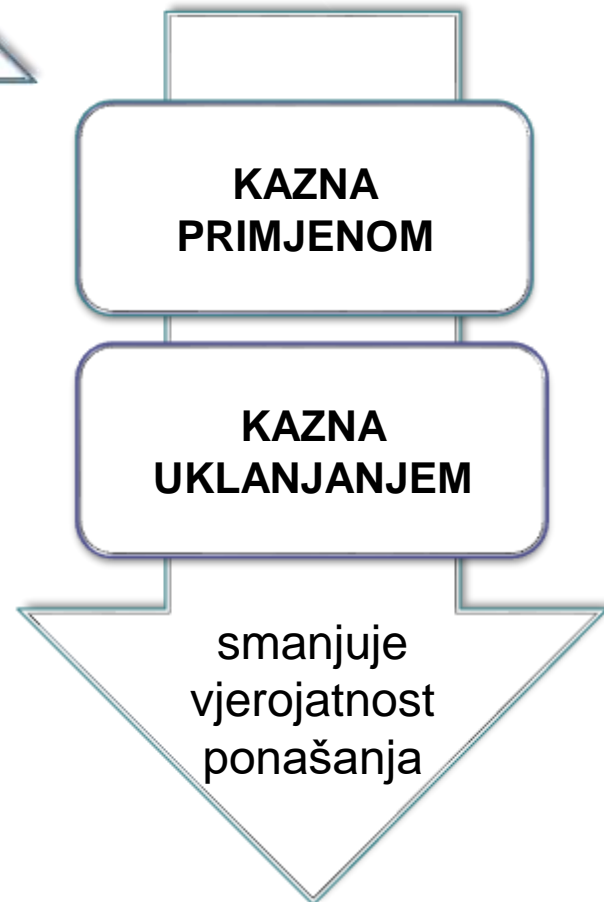 KAZNA
PRIMJENOM
KAZNA
UKLANJANJEM
smanjuje
vjerojatnost
ponašanja